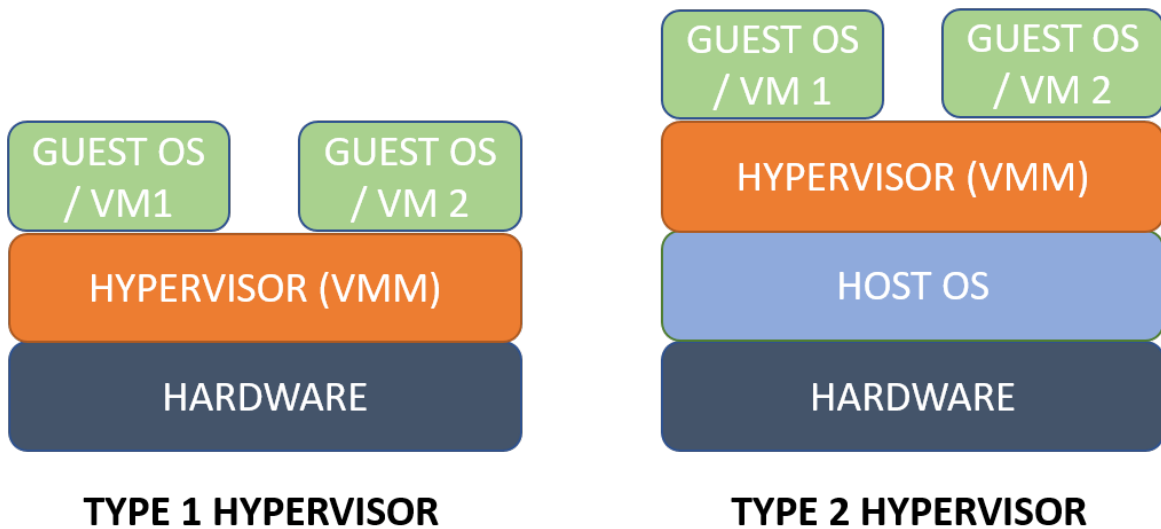 GUEST OS
/ VM1
GUEST OS
/ VM 2
HYPERVISOR (VMM)
HARDWARE
TYPE 1 HYPERVISOR
GUEST OS
/ VM 1
GUEST OS
/ VM 2
HYPERVISOR (VMM)
HOST OS
HARDWARE
TYPE 2 HYPERVISOR